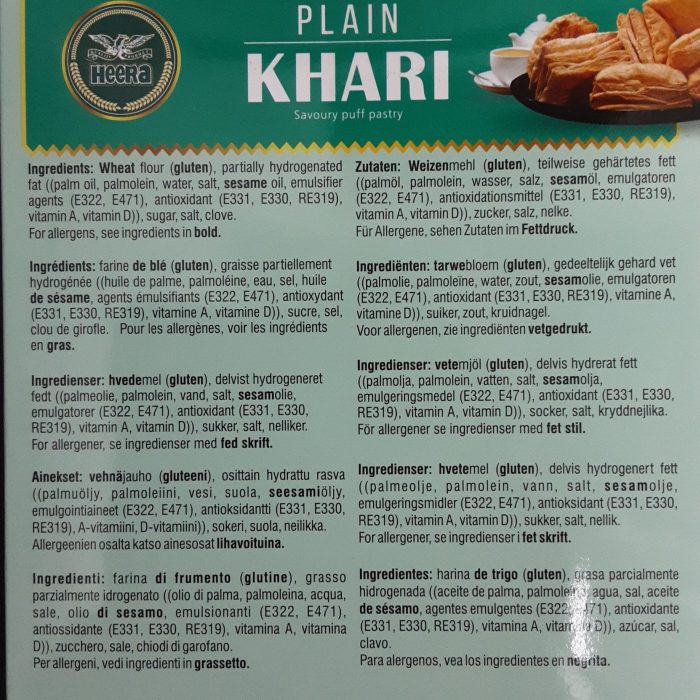 HEERA
PLAIN
KHARI
Savoury puff pastry
Ingredients: Wheat flour (gluten), partially hydrogenated
fat ((palm oil, palmolein, water, salt, sesame oil, emulsifier
agents (E322, E471), antioxidant (E331, E330, RE319),
vitamin A, vitamin D)), sugar, salt, clove.
For allergens, see ingredients in bold.
Ingrédients: farine de blé (gluten), graisse partiellement
hydrogénée ((huile de palme, palmoléine, eau, sel, huile
de sésame, agents émulsifiants (E322, E471), antioxydant
(E331, E330, RE319), vitamine A, vitamin D)), sucre, sel,
clou de girofle. Pour les allergènes, voir les ingrédients
en gras.
Ingredienser: hvedemel (gluten), delvist hydrogeneret
fedt ((palmeolie, palmolein, vand, salt, sesamolie,
emulgatorer (E322, E471), antioxidant (E331, E330,
RE319), vitamin A, vitamin D)), sukker, salt, nelliker.
For allergener, se ingredienser med fed skrift.
Ainekset: vehnäjauho (gluteeni), osittain hydrattu rasva
((palmuöljy, palmoleiini, vesi, suola, seesamiöljy,
emulgointiaineet (E322, E471), antioksidantti (E331, E330,
RE319), A-vitamiini, D-vitamiini)), sokeri, suola, neilikka.
Allergeenien osalta katso ainesosat lihavoituina.
Ingredienti: farina di frumento (glutine), grasso
parzialmente idrogenato ((olio di palma, palmoleina, acqua,
sale, olio di sesamo, emulsionanti (E322, E471),
antiossidante (E331, E330, RE319), vitamina A, vitamina
D)), zucchero, sale, chiodi di garofano.
Per allergeni, vedi ingredienti in grassetto.
Zutaten: Weizenmehl (gluten), teilweise gehärtetes fett
((palmöl, palmolein, wasser, salz, sesamöl, emulgatoren
(E322, E471), antioxidationsmittel (E331, E330, RE319),
vitamin A, vitamin D)), zucker, salz, nelke.
Für Allergene, sehen Zutaten im Fettdruck.
Ingrediënten: tarwebloem (gluten), gedeeltelijk gehard vet
((palmolie, palmoleïne, water, zout, sesamolie, emulgatoren
(E322, E471), antioxidant (E331, E330, RE319), vitamine A,
vitamine D)), suiker, zout, kruidnagel.
Voor allergenen, zie ingrediënten vetgedrukt.
Ingredienser: vetemjöl (gluten), delvis hydrerat fett
((palmolja, palmolein, vatten, salt, sesamolja,
emulgeringsmedel (E322, E471), antioxidant (E331, E330,
RE319), vitamin A, vitamin D)), socker, salt, kryddnejlika.
För allergener se ingredienser med fet stil.
Ingredienser: hvetemel (gluten), delvis hydrogenert fett
((palmeolje, palmolein, vann, salt, sesamolje,
emulgeringsmidler (E322, E471), antioksidant (E331, E330,
RE319), vitamin A, vitamin D)), sukker, salt, nellik.
For allergener, se ingredienser i fet skrift.
Ingredientes: harina de trigo (gluten), grasa parcialmente
hidrogenada ((aceite de palma, palmoleína, agua, sal, aceite
de sésamo, agentes emulgentes (E322, E471), antioxidante
(E331, E330, RE319), vitamina A, vitamina D)), azúcar, sal,
clavo.
Para alergenos, vea los ingredientes en negrita.